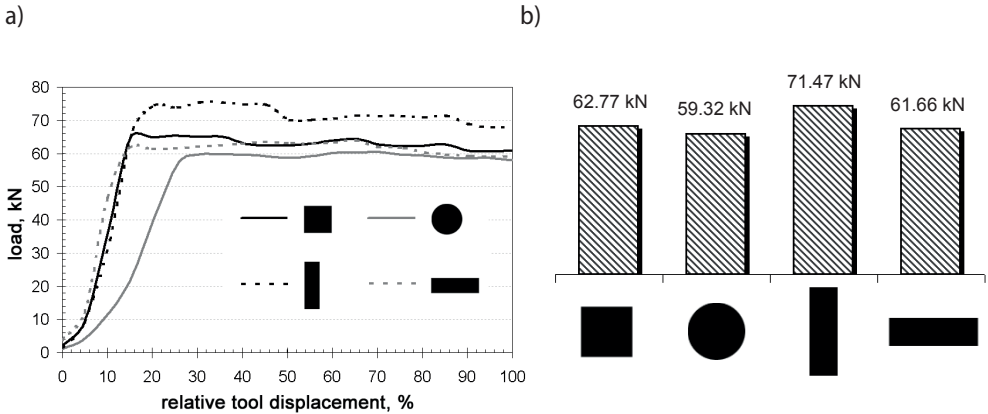 a)
b)
80
70
60
50
40
30
20
10
0
load, kN
0 10 20 30 40 50 60 70 80 90 100
relative tool displacement, %
62.77 kN
59.32 kN
71.47 kN
61.66 kN